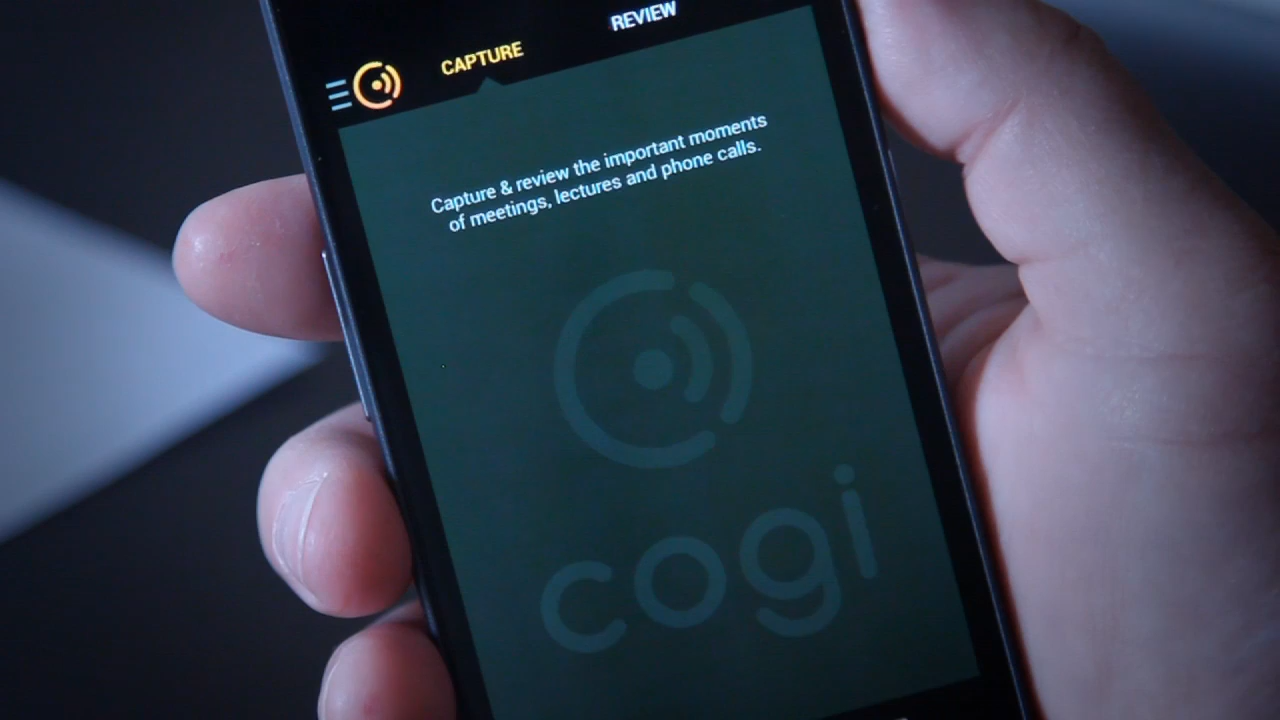 CAPTURE REVIEW
Capture & review the important moments
of meetings, lectures and phone calls.
cogi